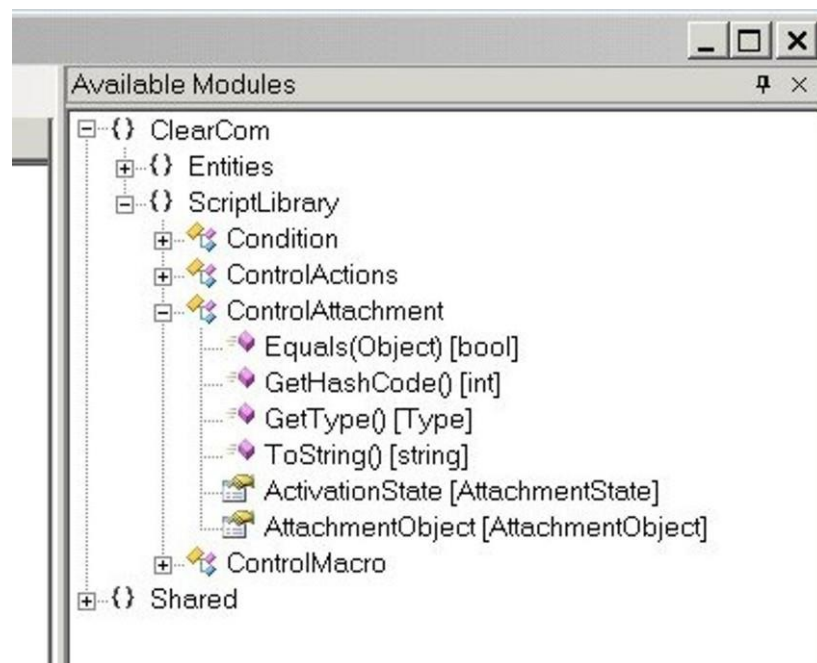 Available Modules
{} ClearCom
{} Entities
{} ScriptLibrary
Condition
ControlActions
ControlAttachment
Equals(Object) [bool]
GetHashCode() [int]
GetType() [Type]
ToString() [string]
ActivationState [AttachmentState]
AttachmentObject [AttachmentObject]
ControlMacro
{} Shared